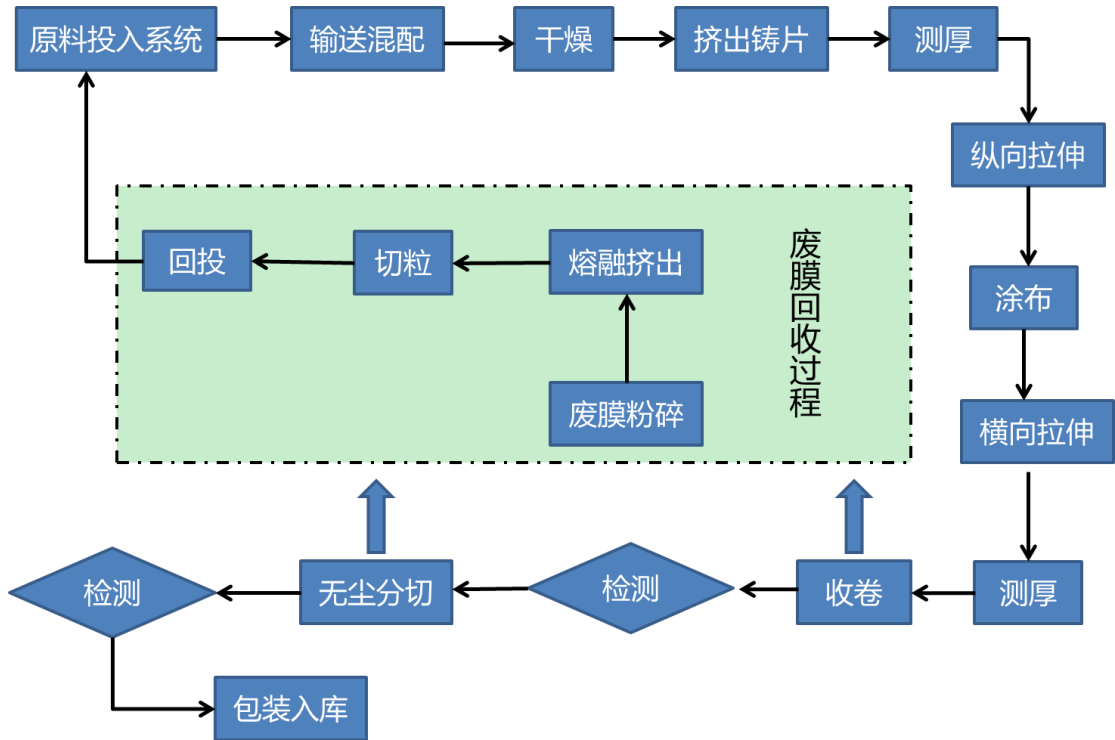 原料投入系统
输送混配
干燥
挤出铸片
测厚
纵向拉伸
涂布
横向拉伸
测厚
收卷
检测
无尘分切
检测
包装入库
废膜回收过程
废膜粉碎
熔融挤出
切粒
回投